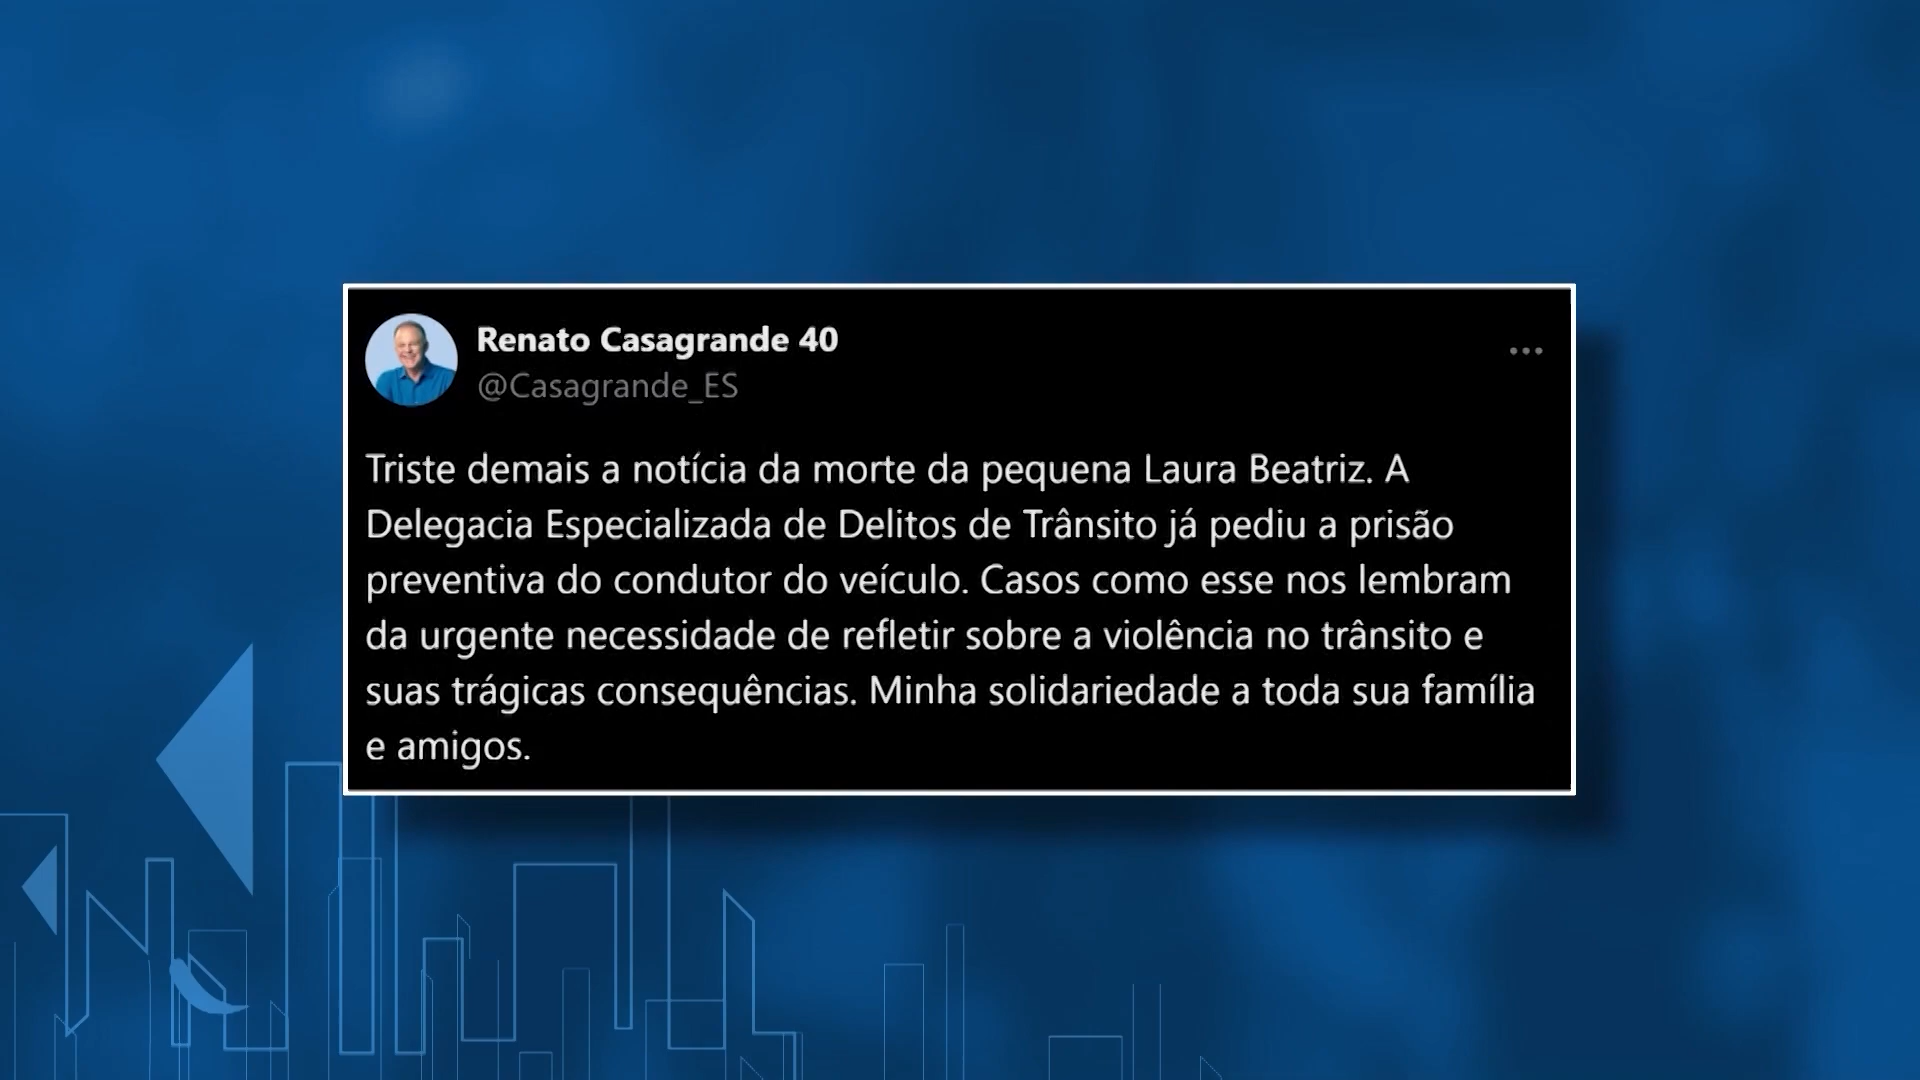 Renato Casagrande 40
@Casagrande_ES
Triste demais a notícia da morte da pequena Laura Beatriz. A
Delegacia Especializada de Delitos de Trânsito já pediu a prisão
preventiva do condutor do veículo. Casos como esse nos lembram
da urgente necessidade de refletir sobre a violência no trânsito e
suas trágicas consequências. Minha solidariedade a toda sua família
e amigos.